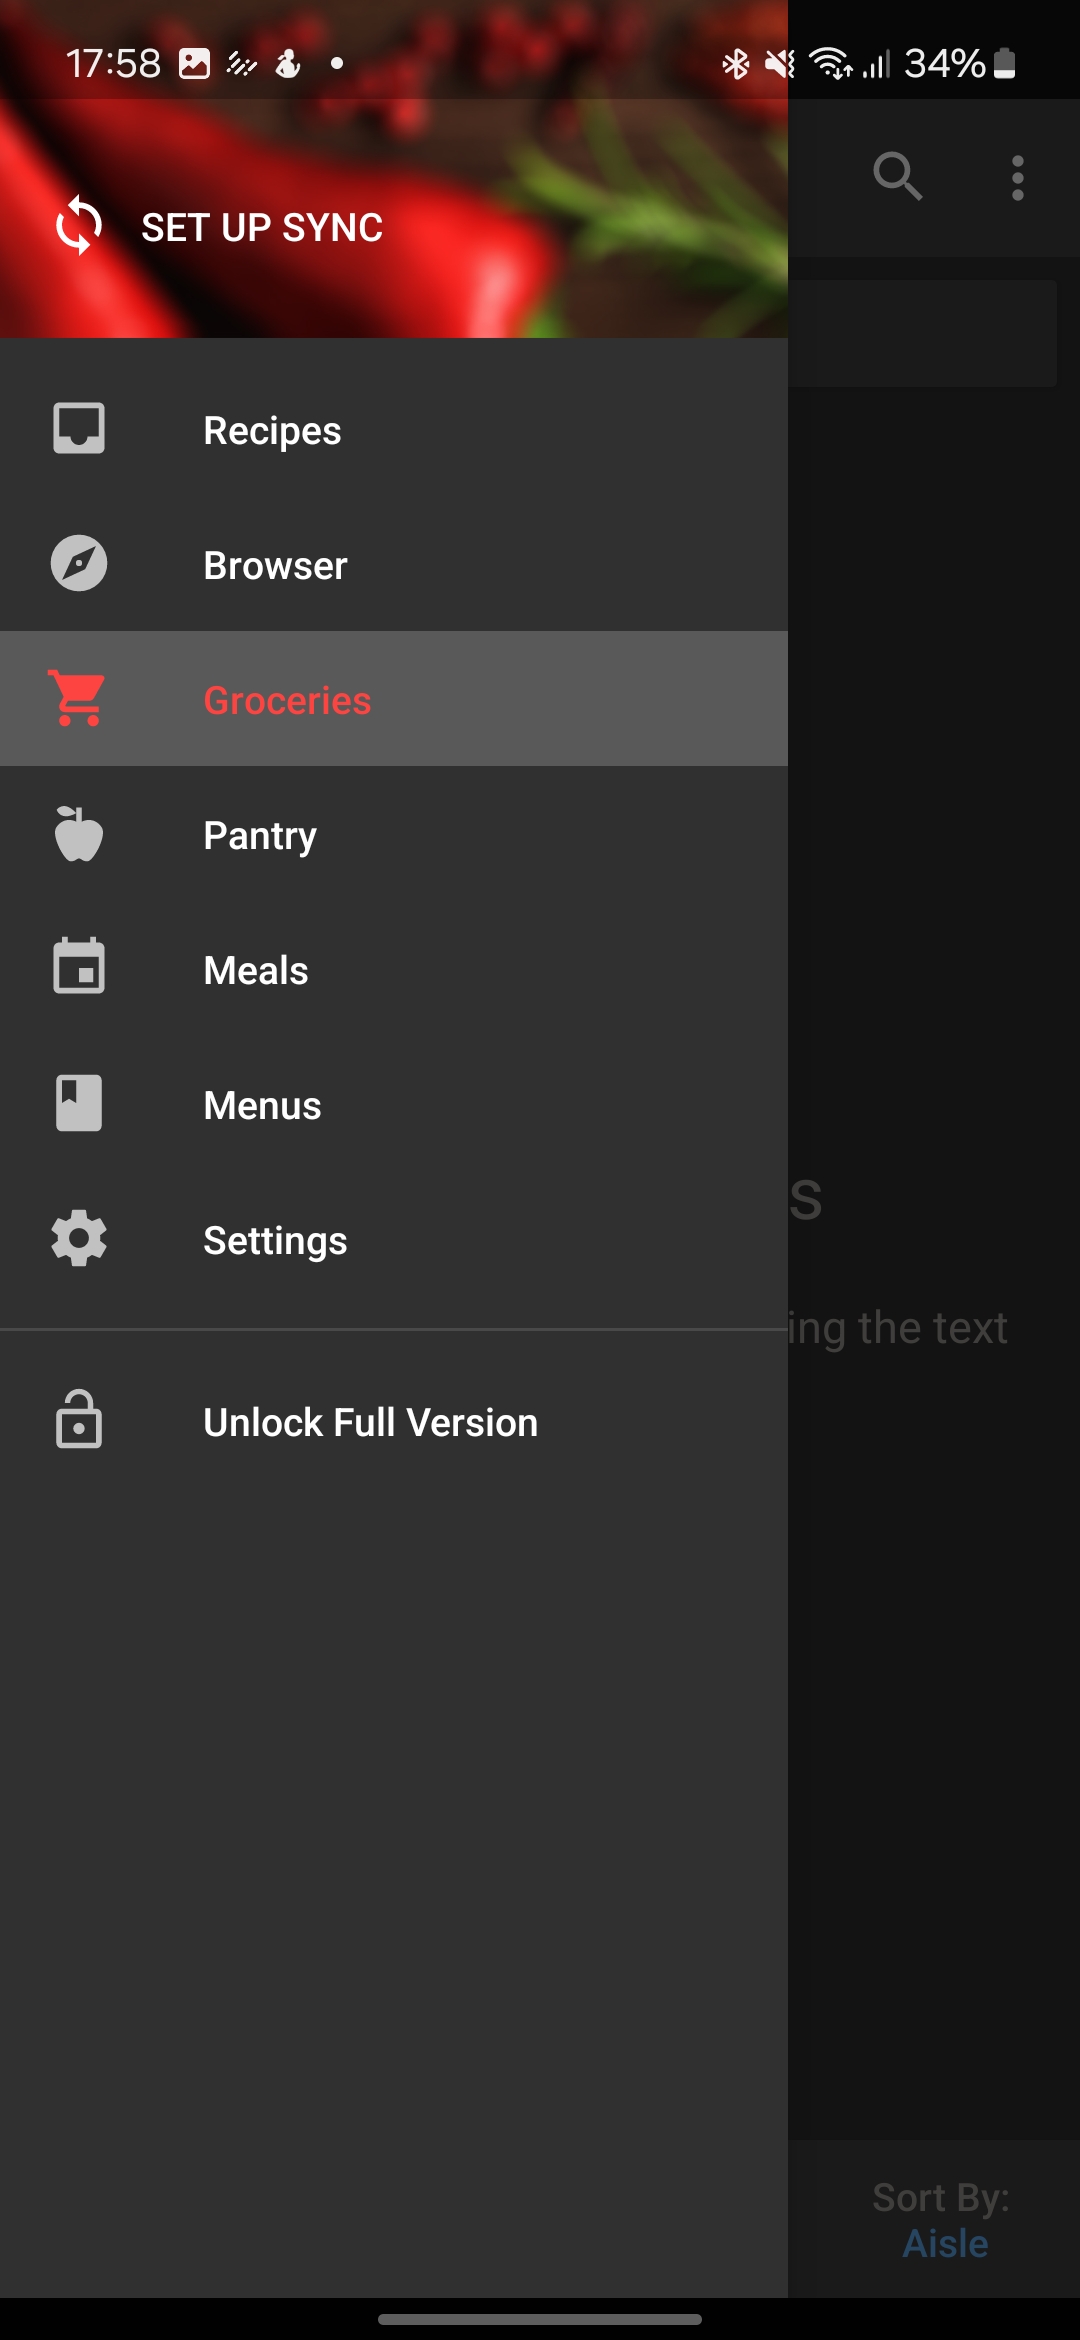 17:58
34%
SET UP SYNC
Recipes
Browser
Groceries
Pantry
Meals
Menus
s
Settings
ing the text
Unlock Full Version
Sort By:
Aisle